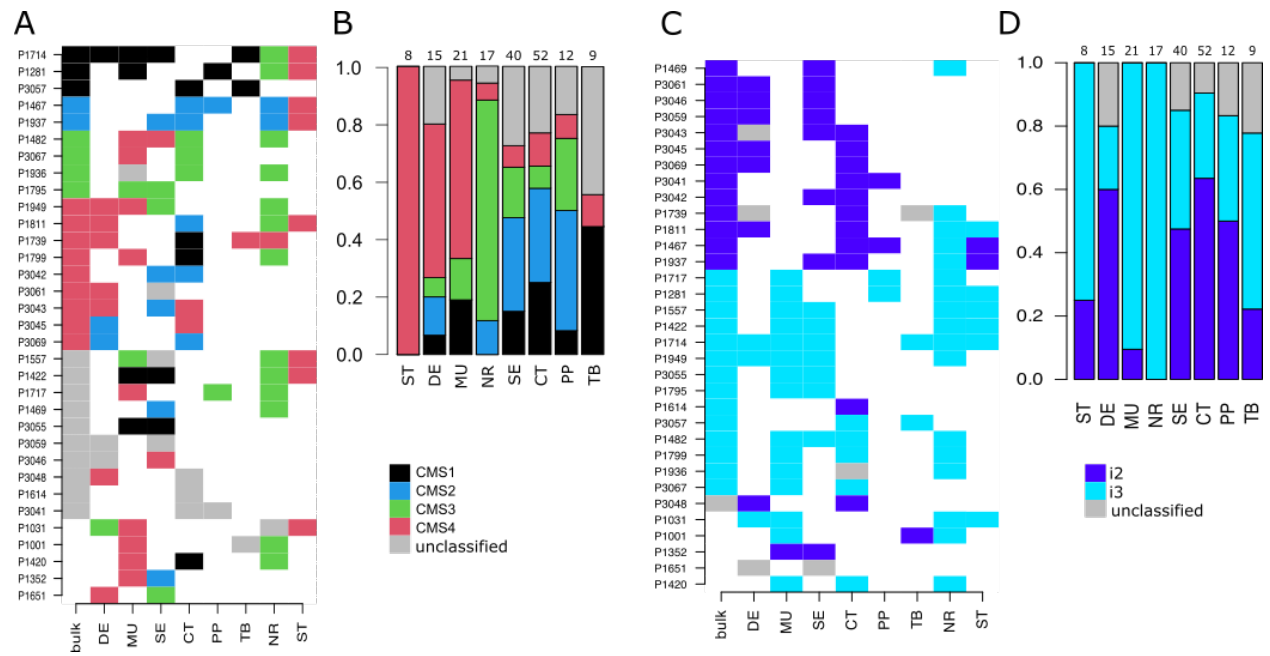 A
P1714
P1281
P3057
P1467
P1937
P1482
P3067
P1936
P1795
P1949
P1811
P1739
P1799
P3042
P3061
P3043
P3045
P3069
P1557
P1422
P1717
P1469
P3055
P3059
P3046
P3048
P1614
P3041
P1031
P1001
P1420
P1352
P1651
bulk DE MU SE CT PP TB NR ST
B
8 15 21 17 40 52 12 9
1.0
0.8
0.6
0.4
0.2
0.0
ST DE MU NR SE CT PP TB
CMS1
CMS2
CMS3
CMS4
unclassified
C
P1469
P3061
P3046
P3059
P3043
P3045
P3069
P3041
P3042
P1739
P1811
P1467
P1937
P1717
P1281
P1557
P1422
P1714
P1949
P3055
P1795
P1614
P3057
P1482
P1799
P1936
P3067
P3048
P1031
P1001
P1352
P1651
P1420
bulk DE MU SE CT PP TB NR ST
D
8 15 21 17 40 52 12 9
1.0
0.8
0.6
0.4
0.2
0.0
ST DE MU NR SE CT PP TB
i2
i3
unclassified